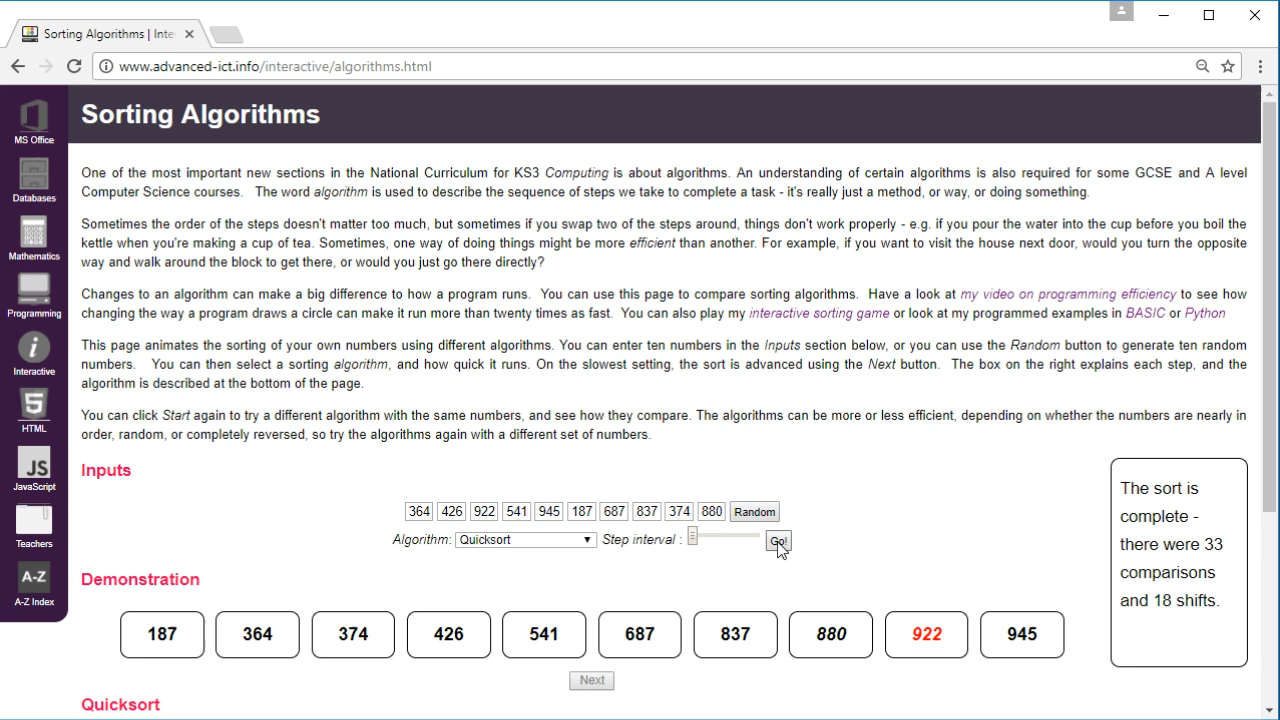 Sorting Algorithms | Inte
www.advanced-ict.info/interactive/algorithms.html
MS Office
Databases
Mathematics
Programming
Interactive
HTML
JS
JavaScript
Teachers
A-Z
A-Z Index
Sorting Algorithms
One of the most important new sections in the National Curriculum for KS3 Computing is about algorithms. An understanding of certain algorithms is also required for some GCSE and A level
Computer Science courses. The word algorithm is used to describe the sequence of steps we take to complete a task - it's really just a method, or way, or doing something.
Sometimes the order of the steps doesn't matter too much, but sometimes if you swap two of the steps around, things don't work properly - e.g. if you pour the water into the cup before you boil the
kettle when you're making a cup of tea. Sometimes, one way of doing things might be more efficient than another. For example, if you want to visit the house next door, would you turn the opposite
way and walk around the block to get there, or would you just go there directly?
Changes to an algorithm can make a big difference to how a program runs. You can use this page to compare sorting algorithms. Have a look at my video on programming efficiency to see how
changing the way a program draws a circle can make it run more than twenty times as fast. You can also play my interactive sorting game or look at my programmed examples in BASIC or Python
This page animates the sorting of your own numbers using different algorithms. You can enter ten numbers in the Inputs section below, or you can use the Random button to generate ten random
numbers. You can then select a sorting algorithm, and how quick it runs. On the slowest setting, the sort is advanced using the Next button. The box on the right explains each step, and the
algorithm is described at the bottom of the page.
You can click Start again to try a different algorithm with the same numbers, and see how they compare. The algorithms can be more or less efficient, depending on whether the numbers are nearly in
order, random, or completely reversed, so try the algorithms again with a different set of numbers.
Inputs
364 426 922 541 945 187 687 837 374 880 Random
Algorithm: Quicksort Step interval : Go!
Demonstration
187 364 374 426 541 687 837 880 922 945
Next
Quicksort
The sort is
complete -
there were 33
comparisons
and 18 shifts.